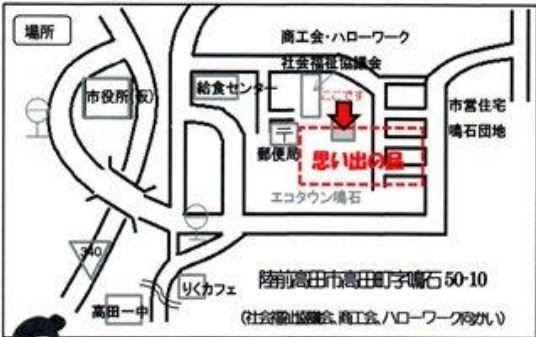 場所
商工会・ハローワーク
社会福祉協議会
ここです
給食センター
市役所(仮)
市営住宅
鳴石団地
〒
郵便局
思い出の品
エコタウン鳴石
340
りくカフェ
高田一中
陸前高田市高田町字鳴石 50-10
(社会福祉協議会、商工会、ハローワーク向かい)